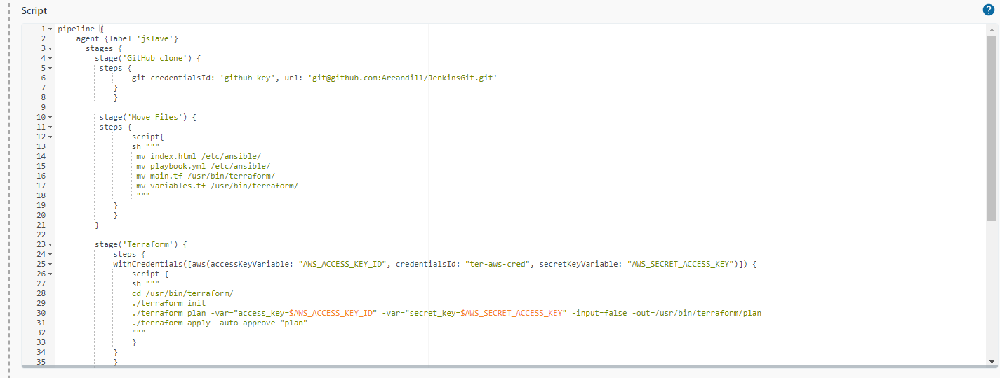 Script
?
1 pipeline {
2 agent {label 'jslave'}
3 stages {
4 stage('GitHub clone') {
5 steps {
6 git credentialsId: 'github-key', url: 'git@github.com:Areandill/JenkinsGit.git'
7 }
8 }
9
10 stage('Move Files') {
11 steps {
12 script{
13 sh """
14 mv index.html /etc/ansible/
15 mv playbook.yml /etc/ansible/
16 mv main.tf /usr/bin/terraform/
17 mv variables.tf /usr/bin/terraform/
18 """
19 }
20 }
21 }
22
23 stage('Terraform') {
24 steps {
25 withCredentials([aws(accessKeyVariable: "AWS_ACCESS_KEY_ID", credentialsId: "ter-aws-cred", secretKeyVariable: "AWS_SECRET_ACCESS_KEY")]) {
26 script {
27 sh """
28 cd /usr/bin/terraform/
29 ./terraform init
30 ./terraform plan -var="access_key=$AWS_ACCESS_KEY_ID" -var="secret_key=$AWS_SECRET_ACCESS_KEY" -input=false -out=/usr/bin/terraform/plan
31 ./terraform apply -auto-approve "plan"
32 """
33 }
34 }
35 }